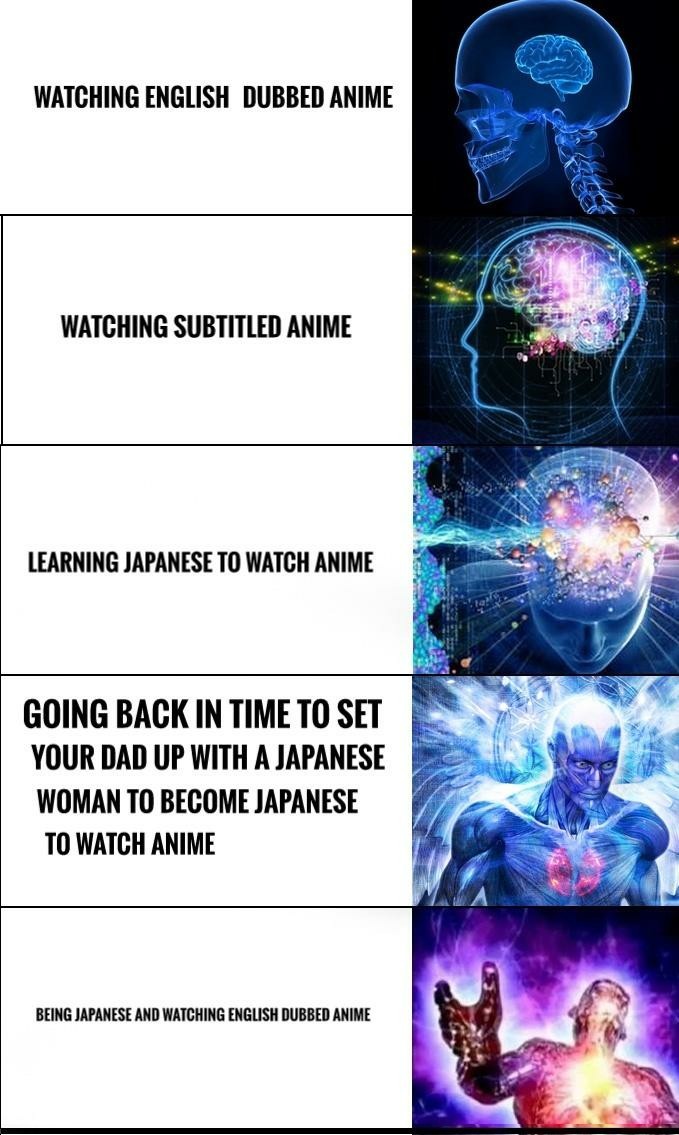 WATCHING ENGLISH DUBBED ANIME
WATCHING SUBTITLED ANIME
LEARNING JAPANESE TO WATCH ANIME
GOING BACK IN TIME TO SET
YOUR DAD UP WITH A JAPANESE
WOMAN TO BECOME JAPANESE
TO WATCH ANIME
BEING JAPANESE AND WATCHING ENGLISH DUBBED ANIME